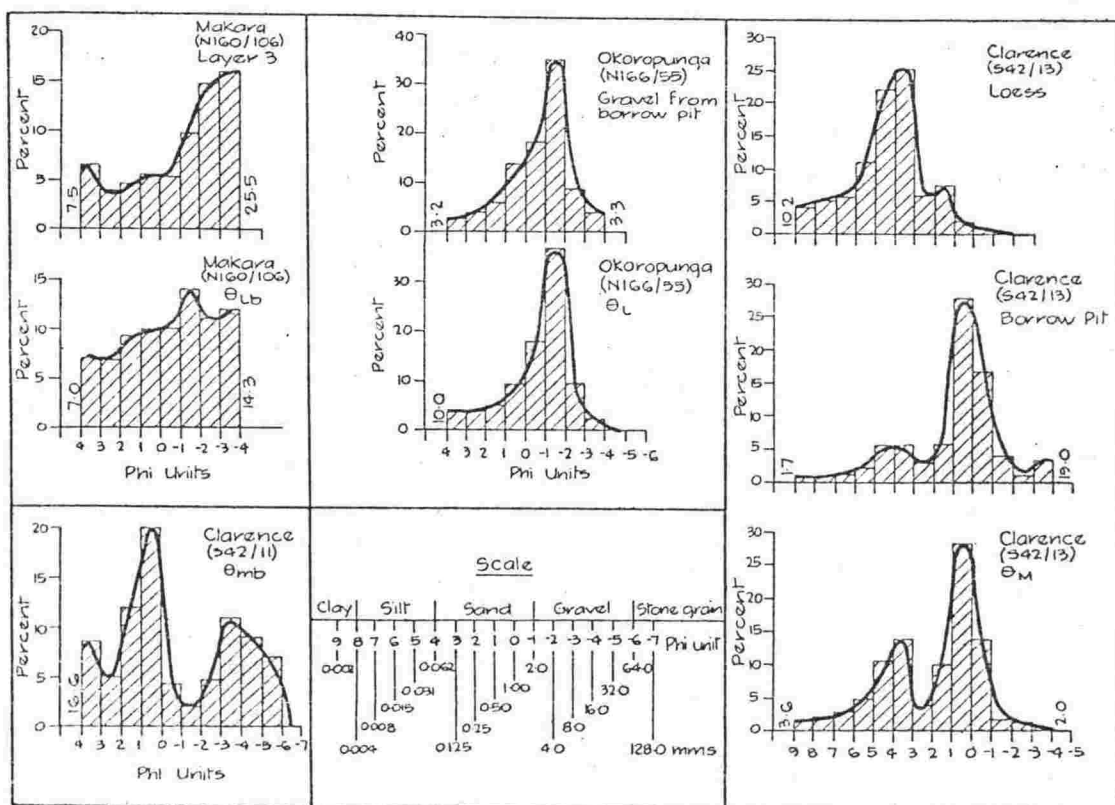 Makara
(N160/106)
Layer 3
Percent
20
15
10
5
0
7.5
25.5
Makara
(N160/106)
θLb
Percent
15
10
5
0
7.0
14.3
4 3 2 1 0 -1 -2 -3 -4
Phi Units
Okoropunga
(N166/55)
Gravel from
borrow pit
Percent
40
30
20
10
0
3.2
3.3
Okoropunga
(N166/55)
θL
Percent
30
20
10
0
10.0
4 3 2 1 0 -1 -2 -3 -4 -5 -6
Phi Units
Clarence
(S42/13)
Loess
Percent
30
25
20
15
10
5
0
10.2
Clarence
(S42/13)
Borrow Pit
Percent
30
25
20
15
10
5
0
1.7
19.0
Clarence
(S42/11)
θmb
Percent
20
15
10
5
0
16.6
4 3 2 1 0 -1 -2 -3 -4 -5 -6 -7
Phi Units
Scale
Clay Silt Sand Gravel Stone grain
9 8 7 6 5 4 3 2 1 0 -1 -2 -3 -4 -5 -6 -7 Phi unit
0.002 0.062 2.0 64.0
0.031 1.00 32.0
0.015 0.50 16.0
0.008 0.25 8.0
0.004 0.125 4.0 128.0 mms
Clarence
(S42/13)
θM
Percent
30
25
20
15
10
5
0
3.6
2.0
9 8 7 6 5 4 3 2 1 0 -1 -2 -3 -4 -5
Phi Units